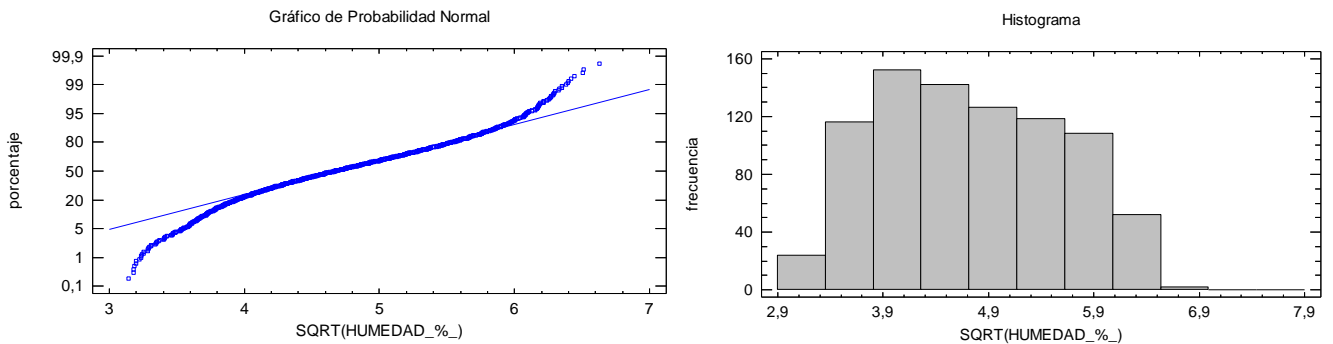 Gráfico de Probabilidad Normal
99,9
99
95
80
50
20
5
1
0,1
porcentaje
3 4 5 6 7
SQRT(HUMEDAD_%_)
Histograma
160
120
80
40
0
frecuencia
2,9 3,9 4,9 5,9 6,9 7,9
SQRT(HUMEDAD_%_)